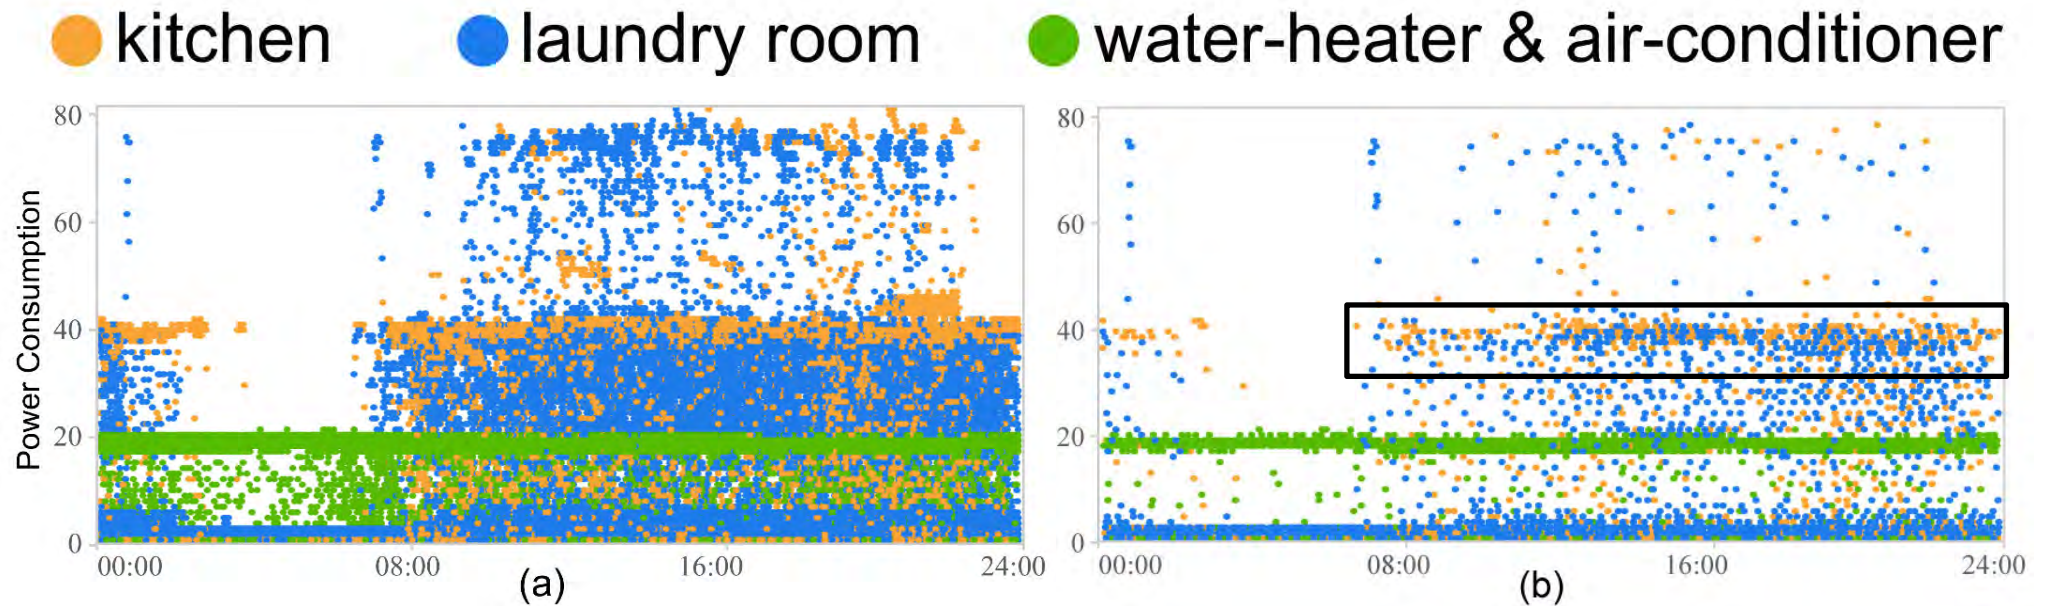 kitchen laundry room water-heater & air-conditioner
Power Consumption
80
60
40
20
0
00:00 08:00 16:00 24:00
(a)
80
60
40
20
0
00:00 08:00 16:00 24:00
(b)